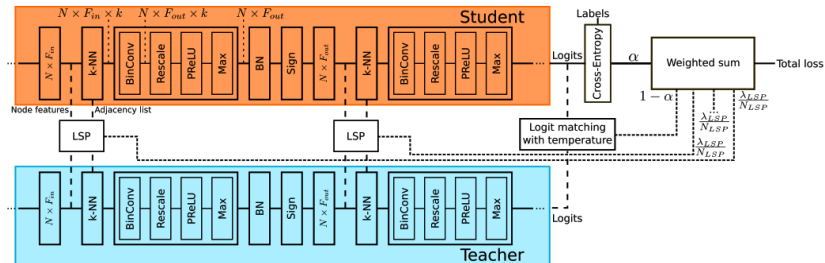 N × F_in × k
N × F_out × k
N × F_out
Student
N × F_in
k-NN
BinConv
Rescale
PReLU
Max
BN
Sign
N × F_out
k-NN
BinConv
Rescale
PReLU
Max
Logits
Labels
Cross-Entropy
α
Weighted sum
Total loss
Node features
Adjacency list
1 − α
...
λ_LSP
N_LSP
λ_LSP
N_LSP
λ_LSP
N_LSP
LSP
LSP
Logit matching
with temperature
N × F_in
k-NN
BinConv
Rescale
PReLU
Max
BN
Sign
N × F_out
k-NN
BinConv
Rescale
PReLU
Max
Logits
Teacher